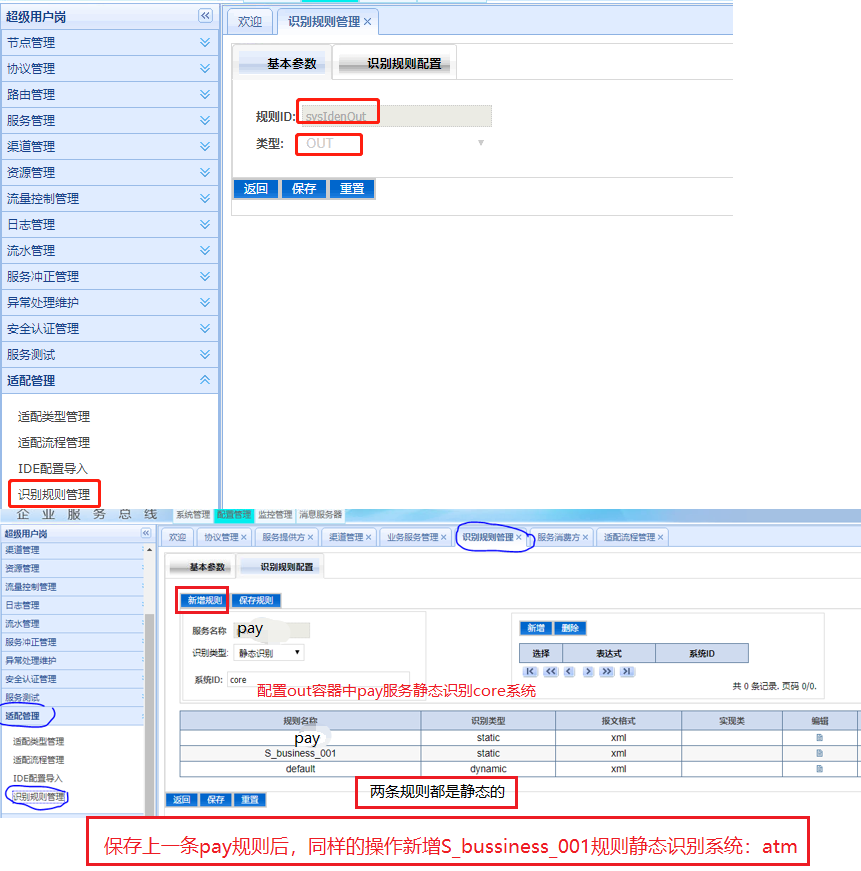 超级用户岗
节点管理
协议管理
路由管理
服务管理
渠道管理
资源管理
流量控制管理
日志管理
流水管理
服务冲正管理
异常处理维护
安全认证管理
服务测试
适配管理
适配类型管理
适配流程管理
IDE配置导入
识别规则管理
欢迎 识别规则管理 ×
基本参数 识别规则配置
规则ID: sysIdenOut
类型: OUT
返回 保存 重置
企业服务总线 系统管理 配置管理 监控管理 消息服务器
超级用户岗
渠道管理
资源管理
流量控制管理
日志管理
流水管理
服务冲正管理
异常处理维护
安全认证管理
服务测试
适配管理
适配类型管理
适配流程管理
IDE配置导入
识别规则管理
欢迎 协议管理 × 服务提供方 × 渠道管理 × 业务服务管理 × 识别规则管理 × 服务消费方 × 适配流程管理 ×
基本参数 识别规则配置
新增规则 保存规则
服务名称 pay
识别类型: 静态识别
系统ID: core
新增 删除
选择 表达式 系统ID
共 0 条记录. 页码 0/0.
配置out容器中pay服务静态识别core系统
规则名称 识别类型 报文格式 实现类 编辑
pay static xml
S_business_001 static xml
default dynamic xml
两条规则都是静态的
返回 保存 重置
保存上一条pay规则后，同样的操作新增S_bussiness_001规则静态识别系统：atm